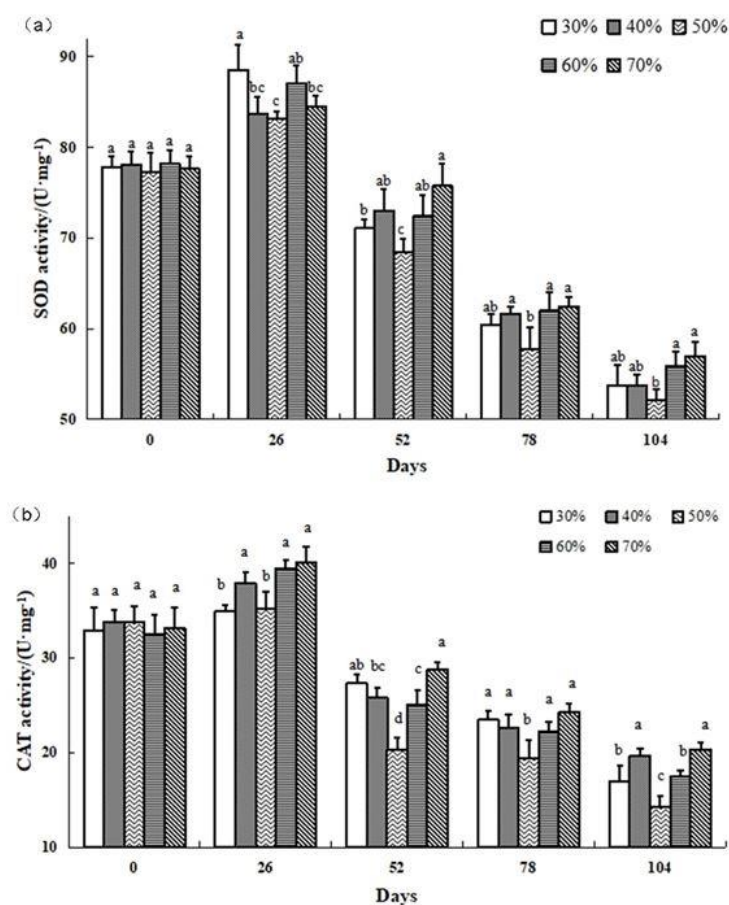 (a)
30% 40% 50%
60% 70%
SOD activity/(U·mg⁻¹)
90
80
70
60
50
a a a a a
a bc c ab bc
b ab c ab a
ab a b a a
ab ab b a a
0 26 52 78 104
Days
(b)
30% 40% 50%
60% 70%
CAT activity/(U·mg⁻¹)
40
30
20
10
a a a a a
b a b a a
ab bc d c a
a a b a a
b a c b a
0 26 52 78 104
Days